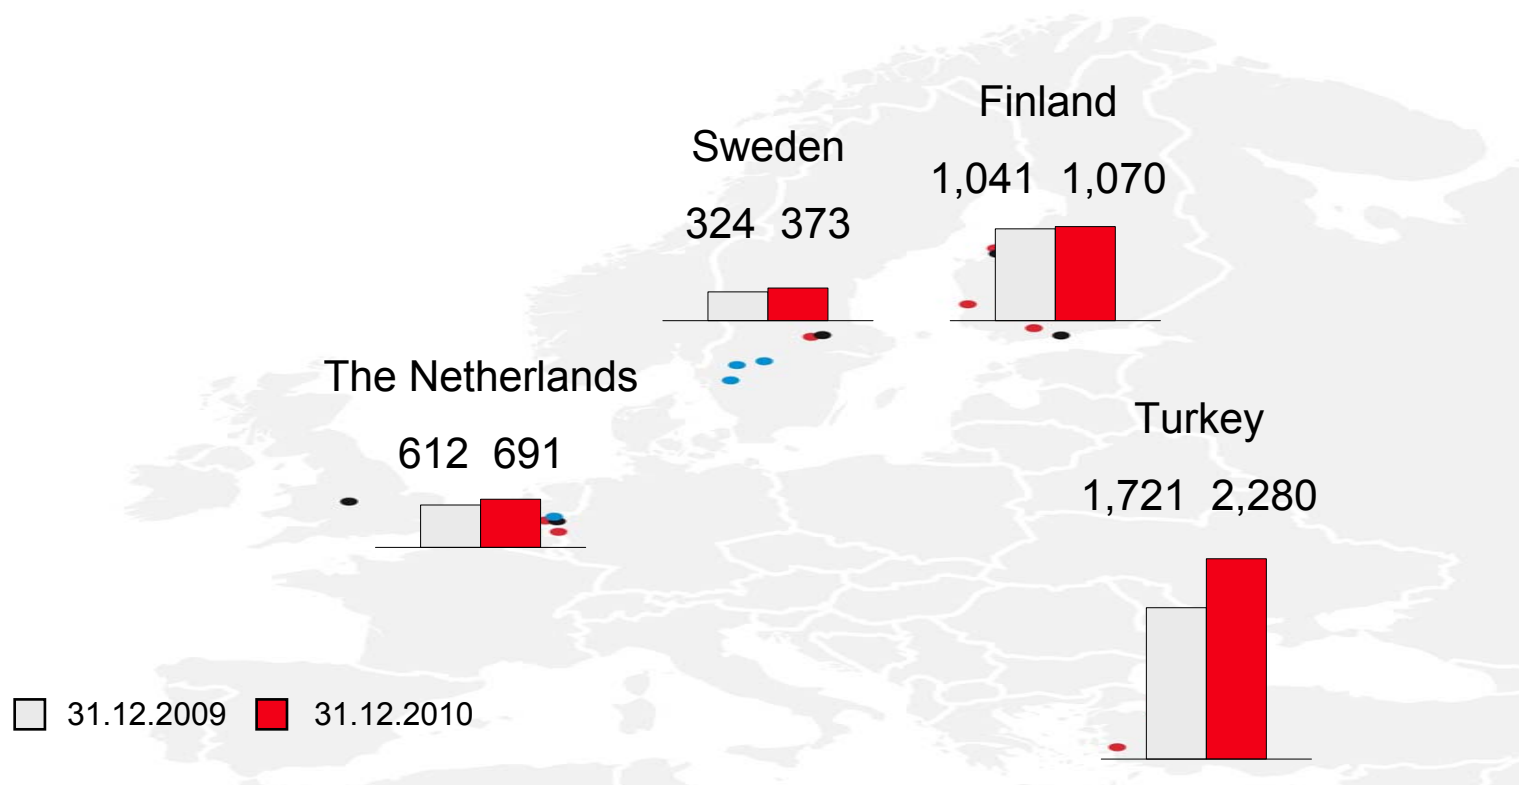 Finland
1,041 1,070
Sweden
324 373
The Netherlands
612 691
Turkey
1,721 2,280
31.12.2009 31.12.2010